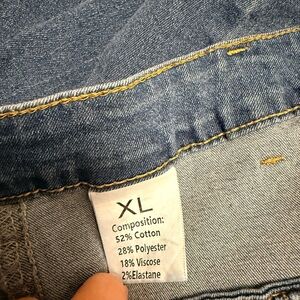 XL
Composition:
52% Cotton
28% Polyester
18% Viscose
2%Elastane